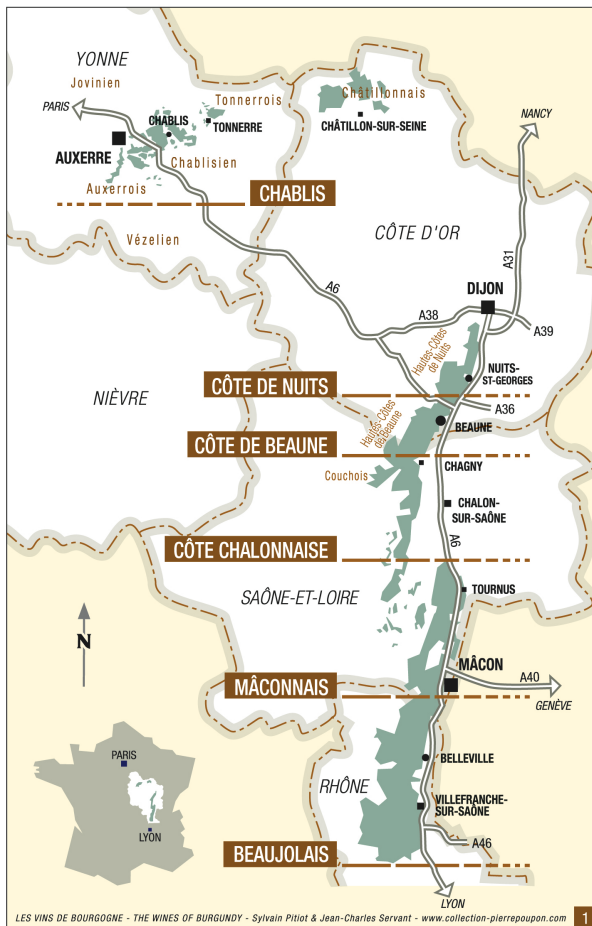 YONNE
Jovinien
PARIS
Tonnerrois
Châtillonnais
CHABLIS
TONNERRE
CHÂTILLON-SUR-SEINE
NANCY
AUXERRE
Chablisien
Auxerrois
CHABLIS
Vézelien
CÔTE D'OR
A31
A6
DIJON
A38
A39
Hautes-Côtes
de Nuits
NUITS-
ST-GEORGES
CÔTE DE NUITS
NIÈVRE
A36
Hautes-Côtes
de Beaune
BEAUNE
CÔTE DE BEAUNE
CHAGNY
Couchois
CHALON-
SUR-SAÔNE
A6
CÔTE CHALONNAISE
SAÔNE-ET-LOIRE
TOURNUS
N
MÂCON
A40
MÂCONNAIS
GENÈVE
PARIS
LYON
BELLEVILLE
RHÔNE
VILLEFRANCHE-
SUR-SAÔNE
A46
BEAUJOLAIS
LYON
LES VINS DE BOURGOGNE - THE WINES OF BURGUNDY - Sylvain Pitiot & Jean-Charles Servant - www.collection-pierrepoupon.com
1